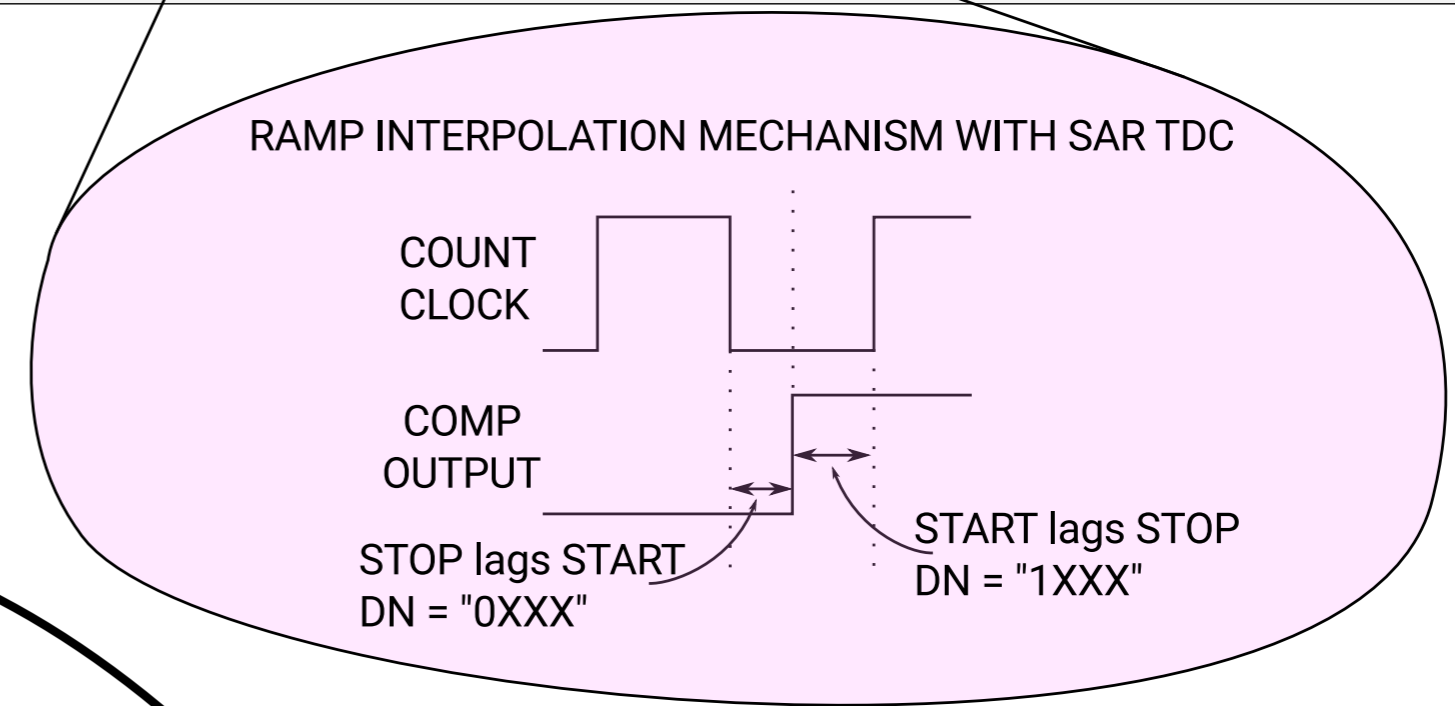 RAMP INTERPOLATION MECHANISM WITH SAR TDC
COUNT
CLOCK
COMP
OUTPUT
STOP lags START
DN = "0XXX"
START lags STOP
DN = "1XXX"